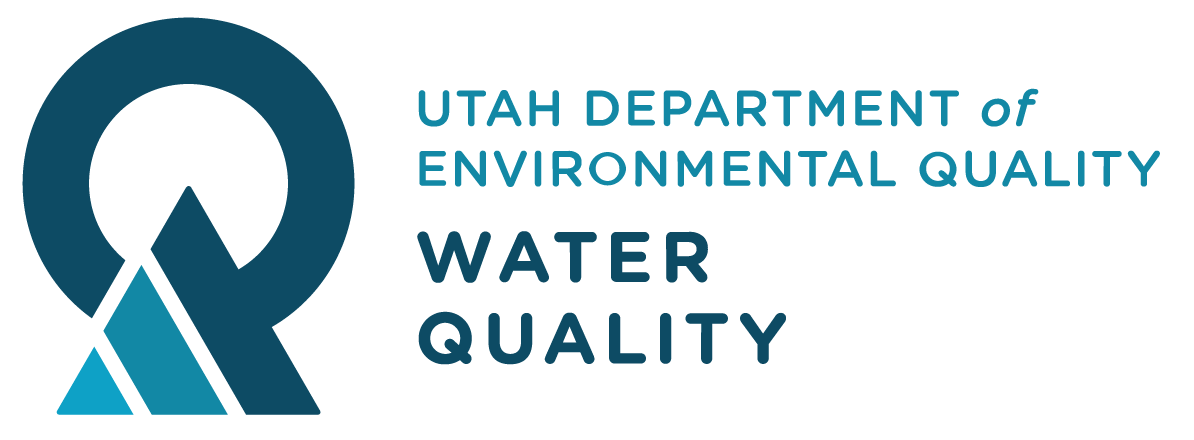 UTAH DEPARTMENT of
ENVIRONMENTAL QUALITY
WATER
QUALITY